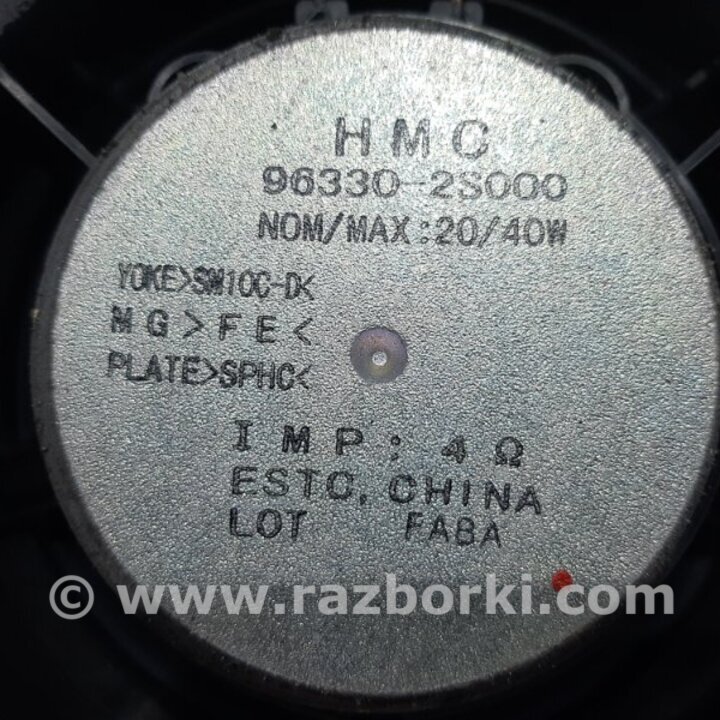 HMC
96330-2S000
NOM/MAX:20/40W
YOKE>SW10C-D<
MG>FE<
PLATE>SPHC<
IMP: 4Ω
ESTC, CHINA
LOT FABA
© www.razborki.com